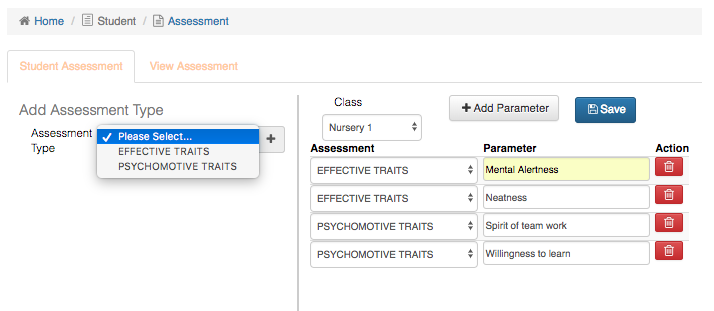 Home / Student / Assessment
Student Assessment View Assessment
Add Assessment Type
Assessment Type
Please Select...
EFFECTIVE TRAITS
PSYCHOMOTIVE TRAITS
Class
Nursery 1
Add Parameter
Save
Assessment Parameter Action
EFFECTIVE TRAITS Mental Alertness
EFFECTIVE TRAITS Neatness
PSYCHOMOTIVE TRAITS Spirit of team work
PSYCHOMOTIVE TRAITS Willingness to learn